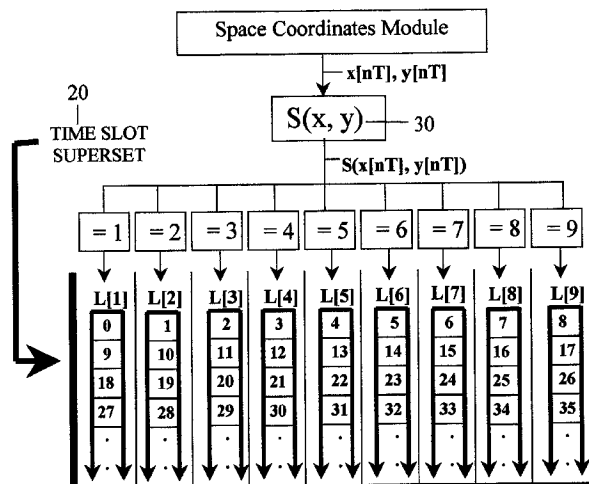 Space Coordinates Module
x[nT], y[nT]
20
TIME SLOT
SUPERSET
S(x, y)
30
S(x[nT], y[nT])
= 1 = 2 = 3 = 4 = 5 = 6 = 7 = 8 = 9
L[1] L[2] L[3] L[4] L[5] L[6] L[7] L[8] L[9]
0 1 2 3 4 5 6 7 8
9 10 11 12 13 14 15 16 17
18 19 20 21 22 23 24 25 26
27 28 29 30 31 32 33 34 35
. . . . . . . . .
. . . . . . . . .